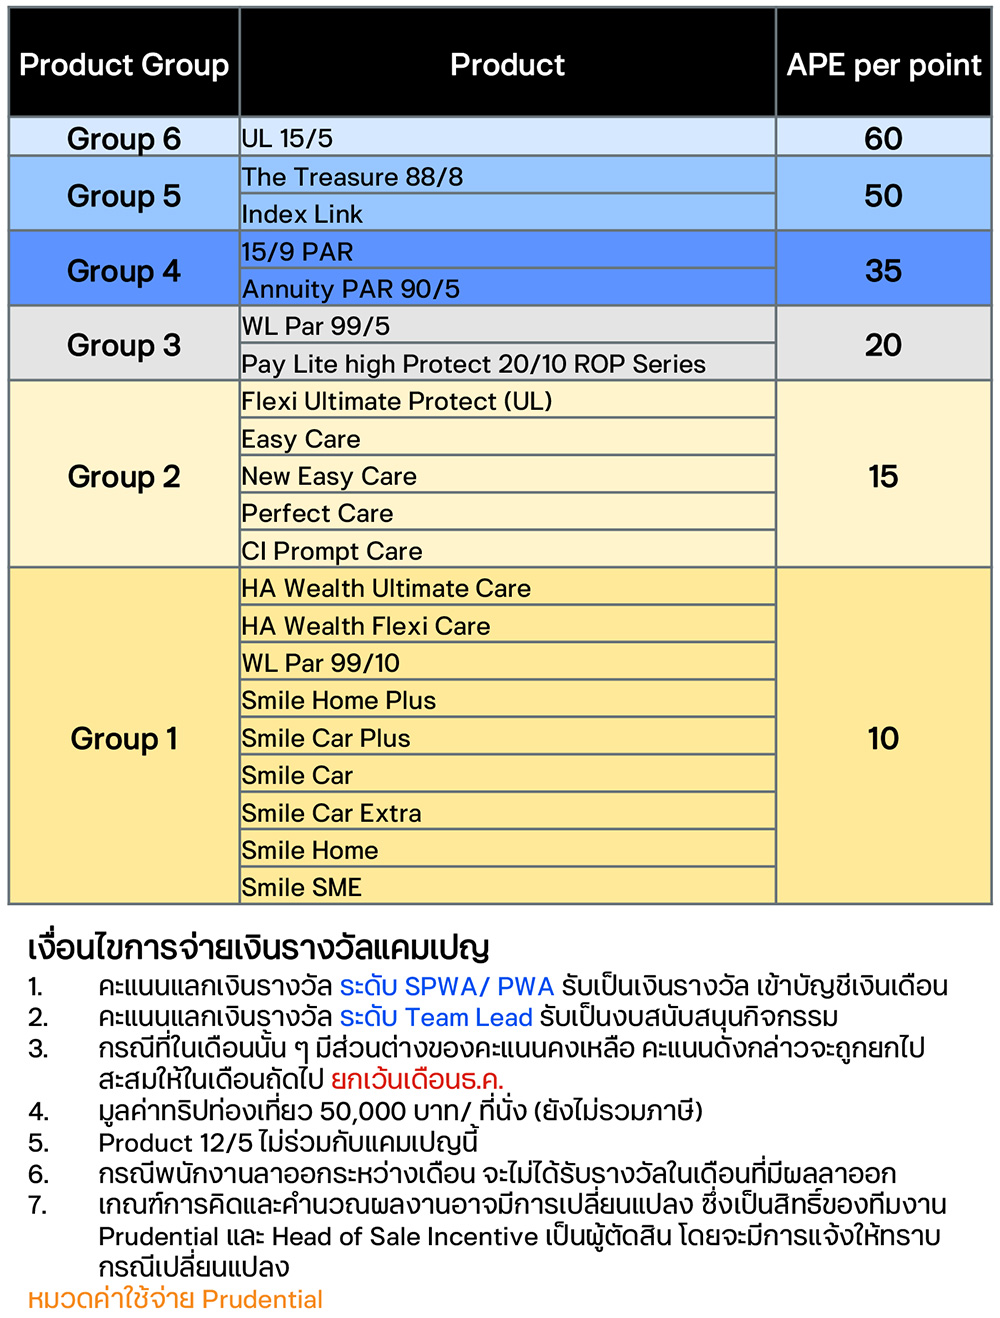 Product Group Product APE per point
Group 6 UL 15/5 60
Group 5 The Treasure 88/8 50
Index Link
Group 4 15/9 PAR 35
Annuity PAR 90/5
Group 3 WL Par 99/5 20
Pay Lite high Protect 20/10 ROP Series
Group 2 Flexi Ultimate Protect (UL) 15
Easy Care
New Easy Care
Perfect Care
CI Prompt Care
Group 1 HA Wealth Ultimate Care 10
HA Wealth Flexi Care
WL Par 99/10
Smile Home Plus
Smile Car Plus
Smile Car
Smile Car Extra
Smile Home
Smile SME
เงื่อนไขการจ่ายเงินรางวัลแคมเปญ
1. คะแนนแลกเงินรางวัล ระดับ SPWA/ PWA รับเป็นเงินรางวัล เข้าบัญชีเงินเดือน
2. คะแนนแลกเงินรางวัล ระดับ Team Lead รับเป็นงบสนับสนุนกิจกรรม
3. กรณีที่ในเดือนนั้น ๆ มีส่วนต่างของคะแนนคงเหลือ คะแนนดังกล่าวจะถูกยกไป
สะสมให้ในเดือนถัดไป ยกเว้นเดือนธ.ค.
4. มูลค่าทริปท่องเที่ยว 50,000 บาท/ ที่นั่ง (ยังไม่รวมภาษี)
5. Product 12/5 ไม่ร่วมกับแคมเปญนี้
6. กรณีพนักงานลาออกระหว่างเดือน จะไม่ได้รับรางวัลในเดือนที่มีผลลาออก
7. เกณฑ์การคิดและคำนวณผลงานอาจมีการเปลี่ยนแปลง ซึ่งเป็นสิทธิ์ของทีมงาน
Prudential และ Head of Sale Incentive เป็นผู้ตัดสิน โดยจะมีการแจ้งให้ทราบ
กรณีเปลี่ยนแปลง
หมวดค่าใช้จ่าย Prudential